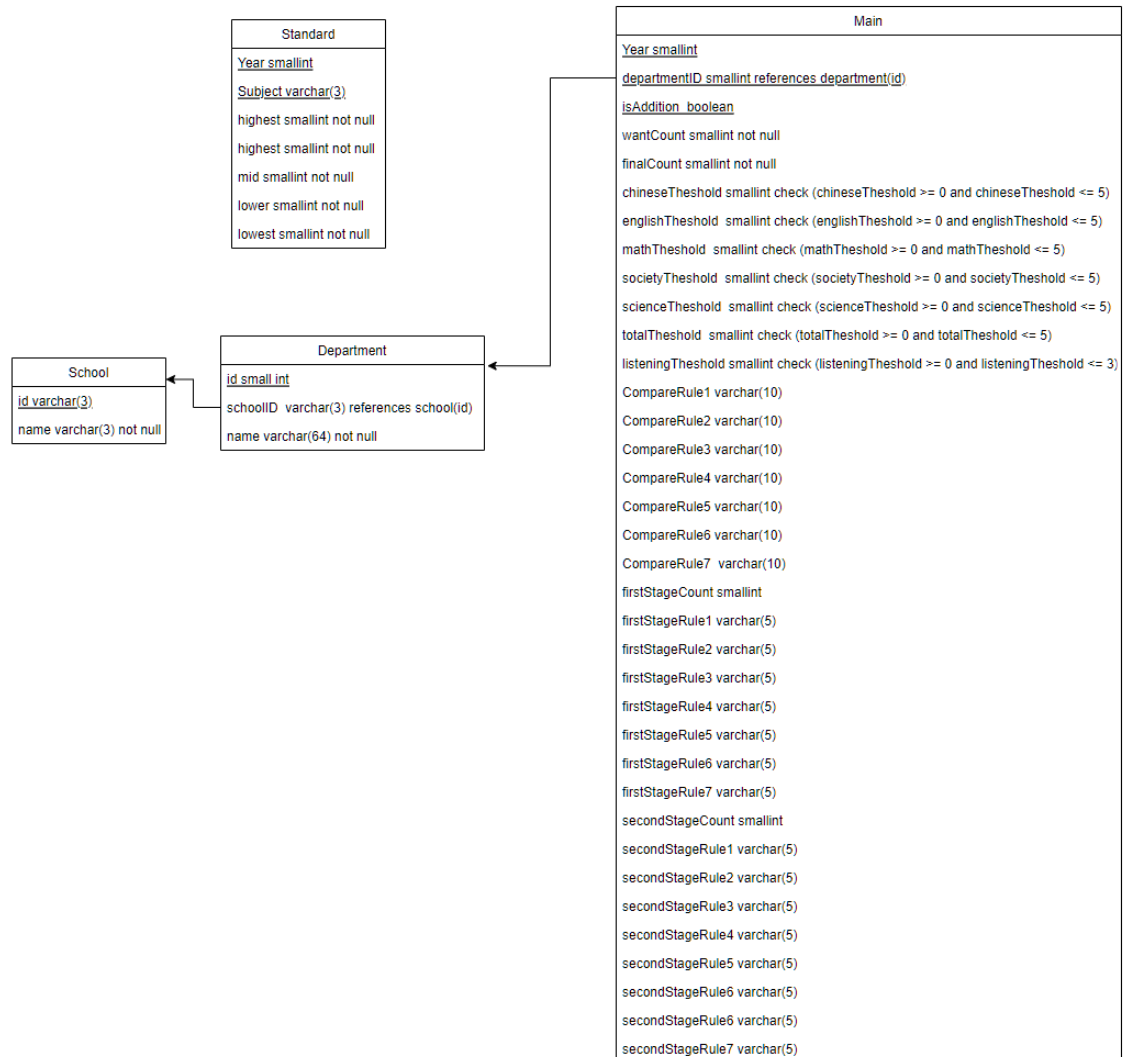 Standard
Year smallint
Subject varchar(3)
highest smallint not null
highest smallint not null
mid smallint not null
lower smallint not null
lowest smallint not null
School
id varchar(3)
name varchar(3) not null
Department
id small int
schoolID varchar(3) references school(id)
name varchar(64) not null
Main
Year smallint
departmentID smallint references department(id)
isAddition boolean
wantCount smallint not null
finalCount smallint not null
chineseTheshold smallint check (chineseTheshold >= 0 and chineseTheshold <= 5)
englishTheshold smallint check (englishTheshold >= 0 and englishTheshold <= 5)
mathTheshold smallint check (mathTheshold >= 0 and mathTheshold <= 5)
societyTheshold smallint check (societyTheshold >= 0 and societyTheshold <= 5)
scienceTheshold smallint check (scienceTheshold >= 0 and scienceTheshold <= 5)
totalTheshold smallint check (totalTheshold >= 0 and totalTheshold <= 5)
listeningTheshold smallint check (listeningTheshold >= 0 and listeningTheshold <= 3)
CompareRule1 varchar(10)
CompareRule2 varchar(10)
CompareRule3 varchar(10)
CompareRule4 varchar(10)
CompareRule5 varchar(10)
CompareRule6 varchar(10)
CompareRule7 varchar(10)
firstStageCount smallint
firstStageRule1 varchar(5)
firstStageRule2 varchar(5)
firstStageRule3 varchar(5)
firstStageRule4 varchar(5)
firstStageRule5 varchar(5)
firstStageRule6 varchar(5)
firstStageRule7 varchar(5)
secondStageCount smallint
secondStageRule1 varchar(5)
secondStageRule2 varchar(5)
secondStageRule3 varchar(5)
secondStageRule4 varchar(5)
secondStageRule5 varchar(5)
secondStageRule6 varchar(5)
secondStageRule6 varchar(5)
secondStageRule7 varchar(5)